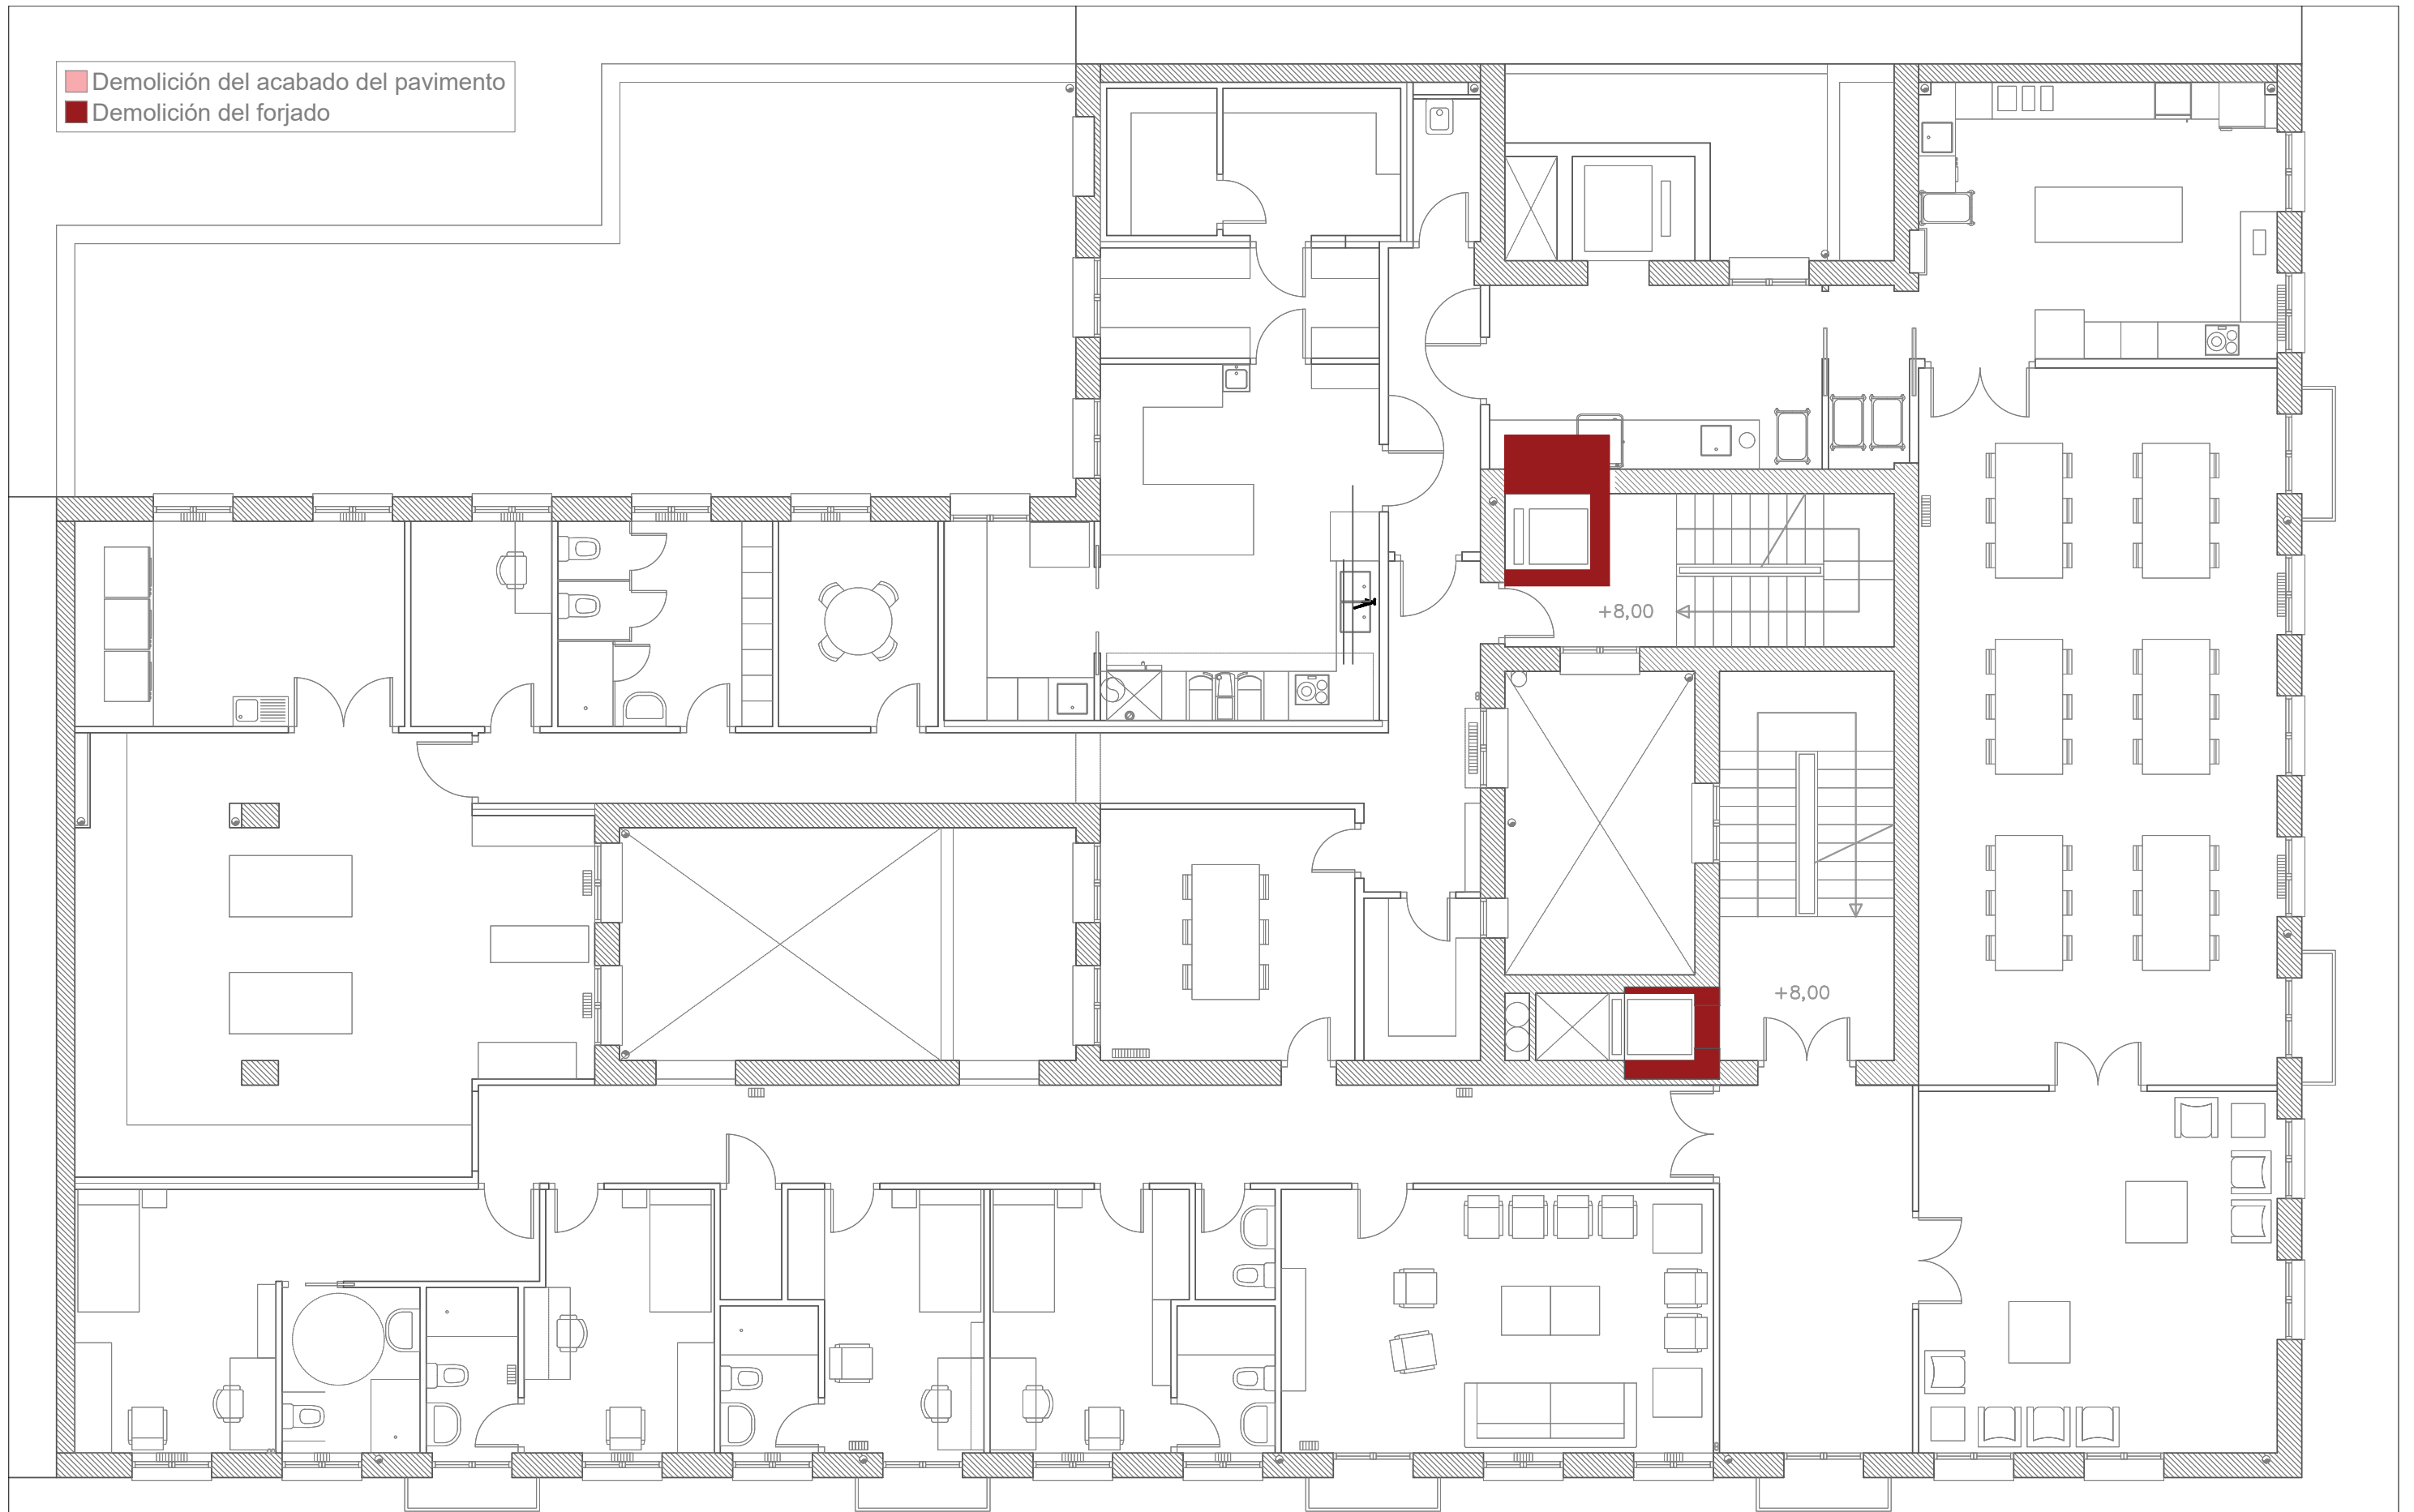 Demolición del acabado del pavimento
Demolición del forjado
+8,00
+8,00